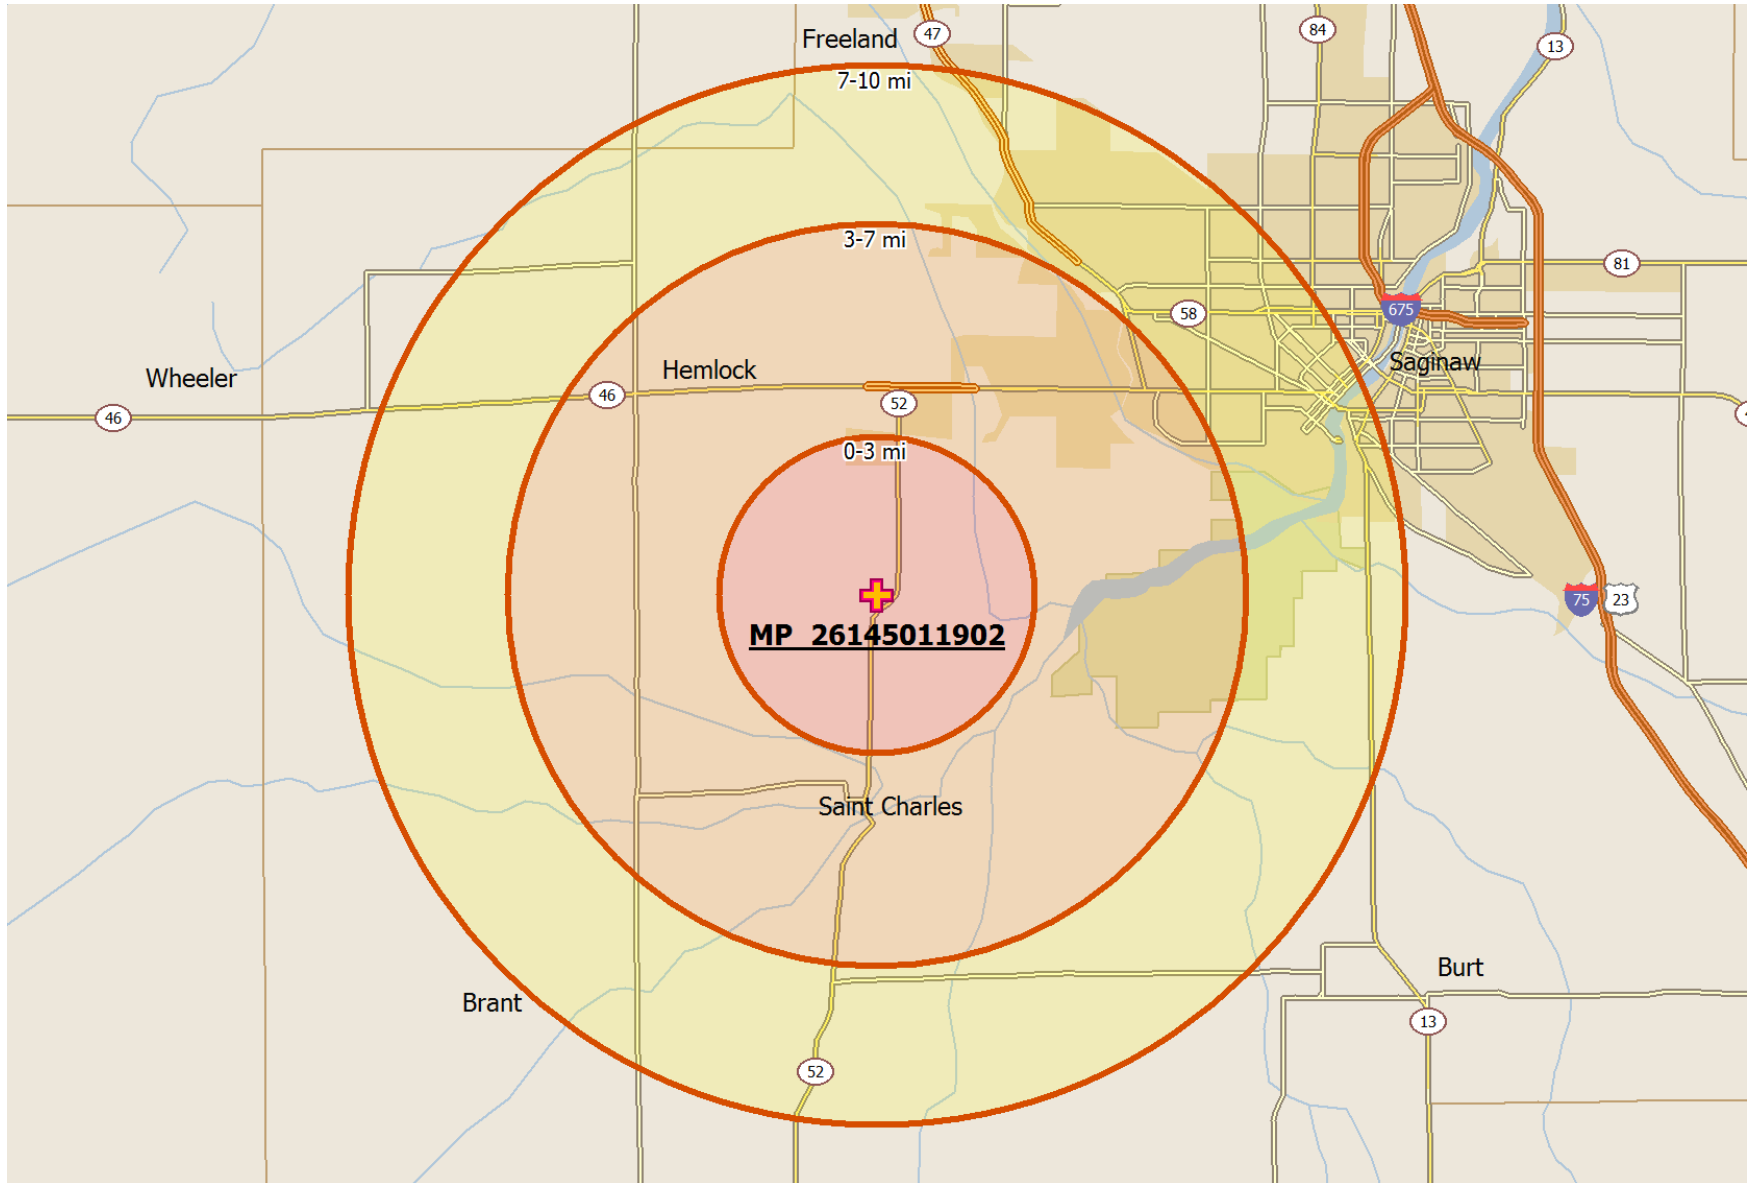 Freeland
47
84
13
7-10 mi
3-7 mi
81
58
675
Wheeler
Hemlock
Saginaw
46
46
52
4
0-3 mi
MP 26145011902
75
23
Saint Charles
Brant
Burt
13
52